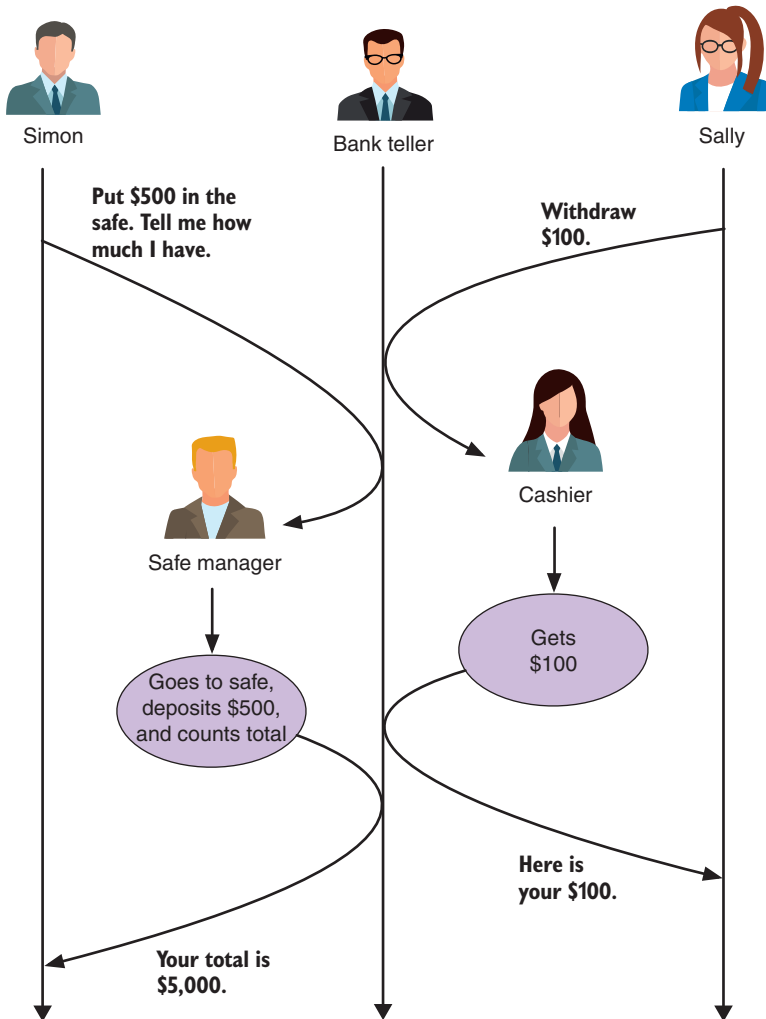 Simon
Bank teller
Sally
Put $500 in the
safe. Tell me how
much I have.
Withdraw
$100.
Cashier
Safe manager
Gets
$100
Goes to safe,
deposits $500,
and counts total
Here is
your $100.
Your total is
$5,000.